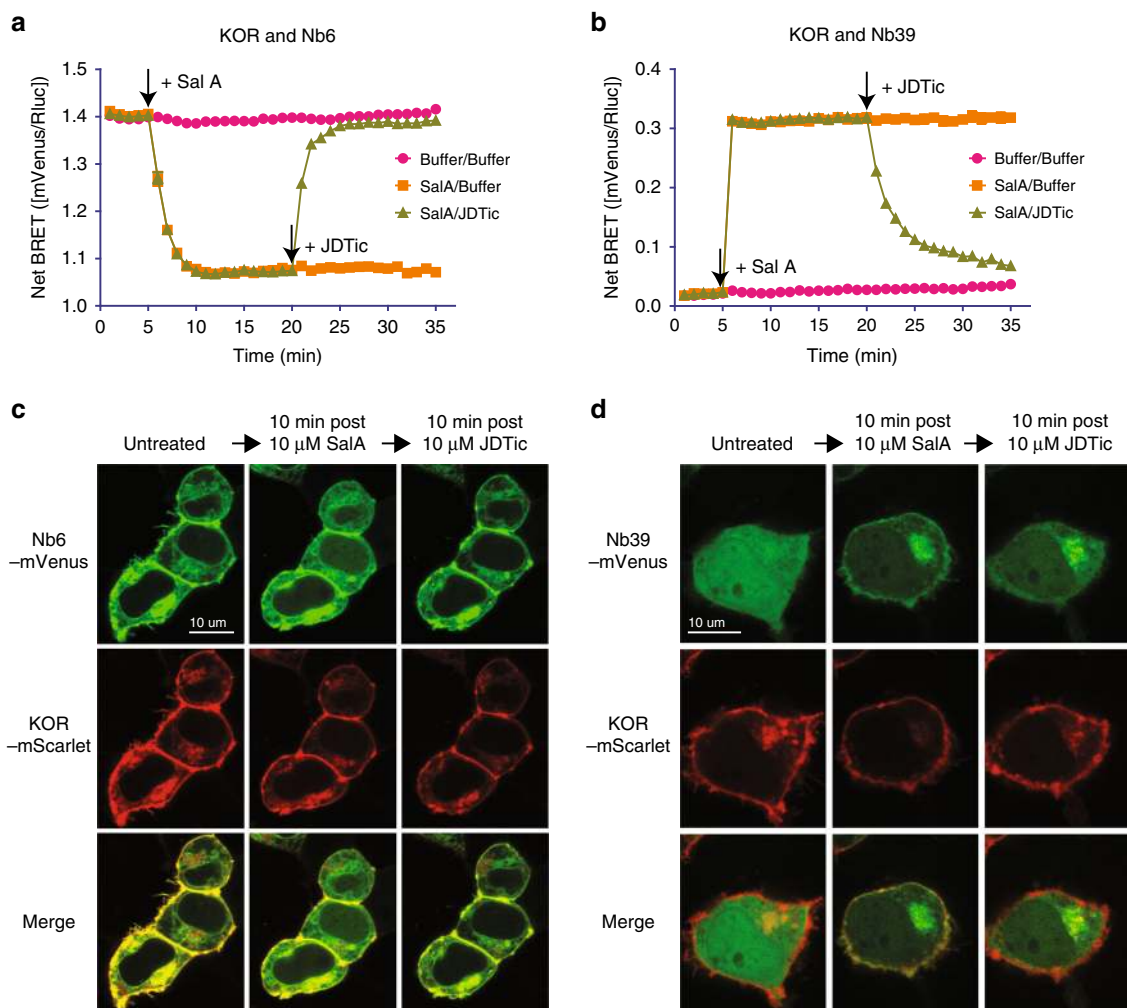 a
KOR and Nb6
Net BRET ([mVenus/Rluc])
1.5
1.4
1.3
1.2
1.1
1.0
+ Sal A
+ JDTic
Buffer/Buffer
SalA/Buffer
SalA/JDTic
0 5 10 15 20 25 30 35
Time (min)
b
KOR and Nb39
Net BRET ([mVenus/Rluc])
0.4
0.3
0.2
0.1
0.0
+ JDTic
+ Sal A
Buffer/Buffer
SalA/Buffer
SalA/JDTic
0 5 10 15 20 25 30 35
Time (min)
c
Untreated
10 min post
10 μM SalA
10 min post
10 μM JDTic
Nb6
–mVenus
10 um
KOR
–mScarlet
Merge
d
Untreated
10 min post
10 μM SalA
10 min post
10 μM JDTic
Nb39
–mVenus
10 um
KOR
–mScarlet
Merge